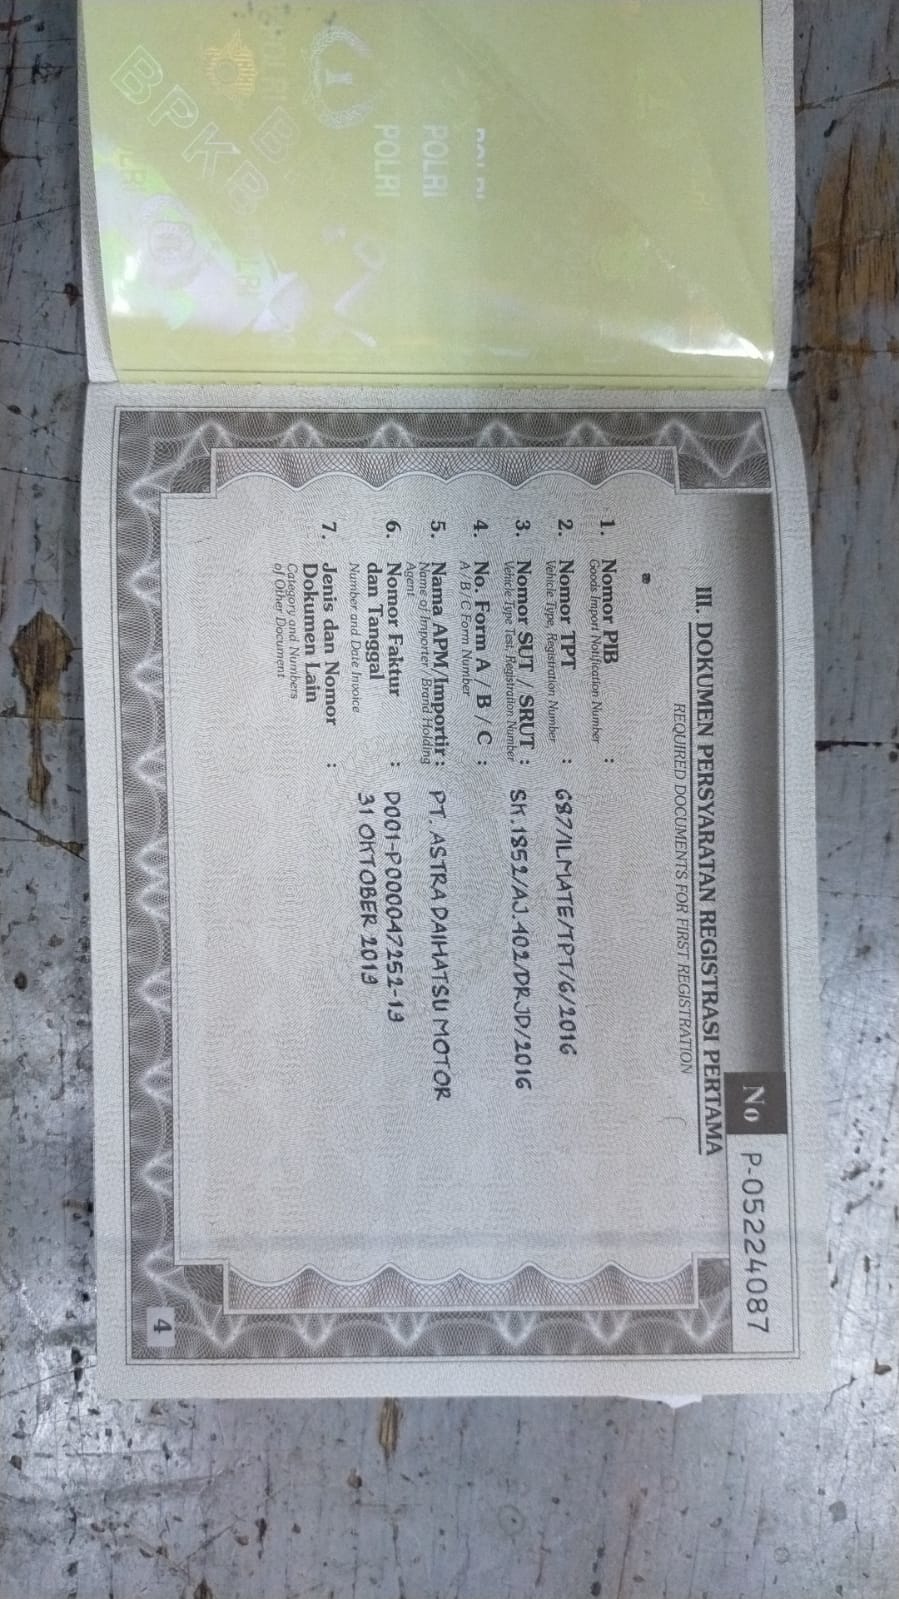 BPKB
POLRI
POLRI
POLRI
No P-05224087
III. DOKUMEN PERSYARATAN REGISTRASI PERTAMA
REQUIRED DOCUMENTS FOR FIRST REGISTRATION
1. Nomor PIB :
Goods Import Notification Number
2. Nomor TPT : 687/ILMATE/TPT/6/2016
Vehicle Type, Registration Number
3. Nomor SUT / SRUT : SK.1852/AJ.402/DRJD/2016
Vehicle Type Test, Registration Number
4. No. Form A / B / C :
A / B / C Form Number
5. Nama APM/Importir : PT. ASTRA DAIHATSU MOTOR
Name of Importer / Brand Holding
Agent
6. Nomor Faktur : D001-P000047252-19
dan Tanggal 31 OKTOBER 2019
Number and Date Invoice
7. Jenis dan Nomor :
Dokumen Lain
Category and Numbers
of Other Document
4